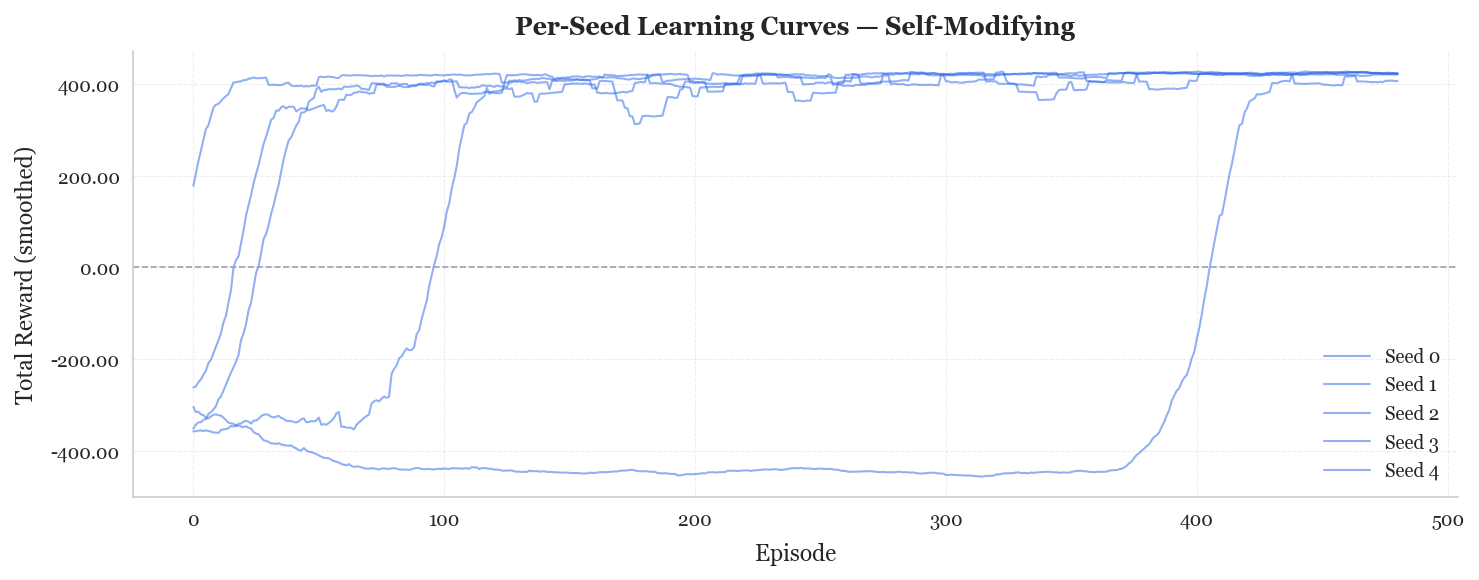 Per-Seed Learning Curves — Self-Modifying
Total Reward (smoothed)
400.00
200.00
0.00
-200.00
-400.00
0
100
200
300
400
500
Episode
Seed 0
Seed 1
Seed 2
Seed 3
Seed 4